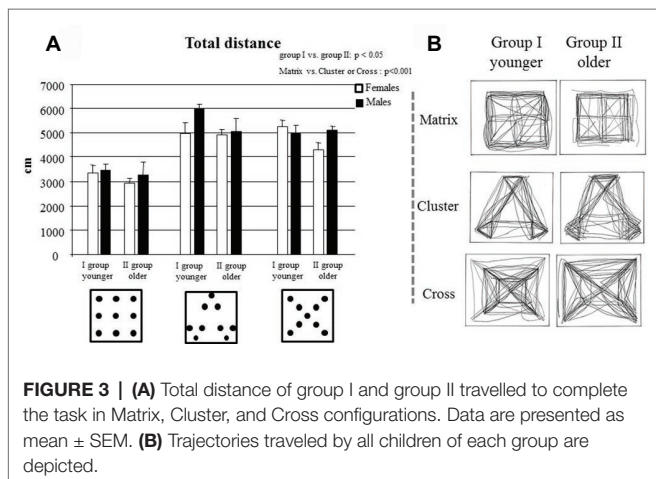 A
Total distance
group I vs. group II: p < 0.05
Matrix vs. Cluster or Cross : p<0.001
Females
Males
7000
6000
5000
4000
3000
2000
1000
0
cm
I group younger
II group older
I group younger
II group older
I group younger
II group older
B
Group I
younger
Group II
older
Matrix
Cluster
Cross
FIGURE 3 | (A) Total distance of group I and group II travelled to complete
the task in Matrix, Cluster, and Cross configurations. Data are presented as
mean ± SEM. (B) Trajectories traveled by all children of each group are
depicted.